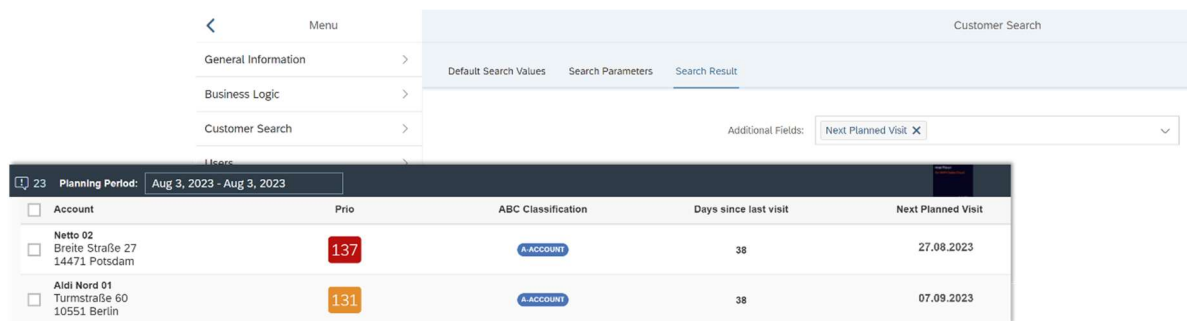 Menu
Customer Search
General Information
Default Search Values Search Parameters Search Result
Business Logic
Customer Search
Additional Fields: Next Planned Visit
Users
23 Planning Period: Aug 3, 2023 - Aug 3, 2023
Account Prio ABC Classification Days since last visit Next Planned Visit
Netto 02
Breite Straße 27
14471 Potsdam
137 A-ACCOUNT 38 27.08.2023
Aldi Nord 01
Turmstraße 60
10551 Berlin
131 A-ACCOUNT 38 07.09.2023